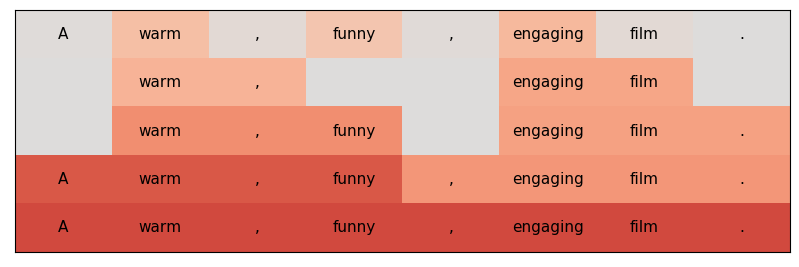 A warm , funny , engaging film .
warm , engaging film
warm , funny engaging film .
A warm , funny , engaging film .
A warm , funny , engaging film .